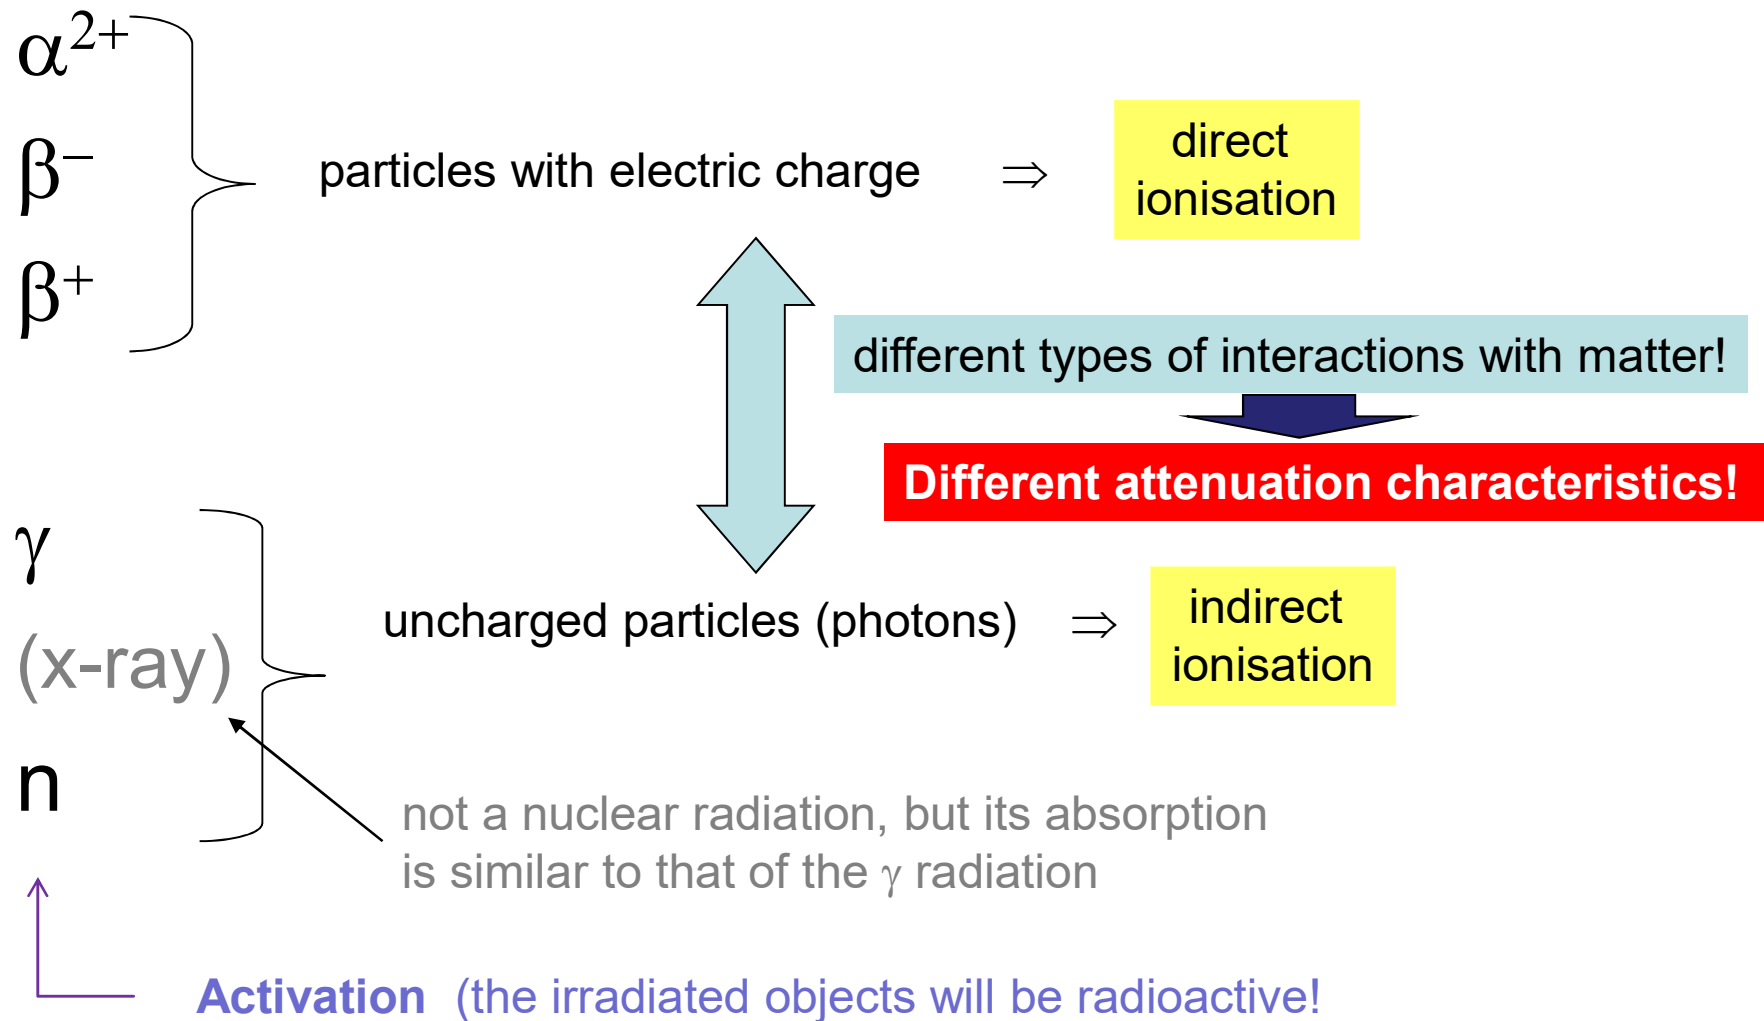 α²⁺
β⁻
β⁺
particles with electric charge ⇒
direct
ionisation
different types of interactions with matter!
Different attenuation characteristics!
γ
(x-ray)
n
uncharged particles (photons) ⇒
indirect
ionisation
not a nuclear radiation, but its absorption
is similar to that of the γ radiation
Activation (the irradiated objects will be radioactive!